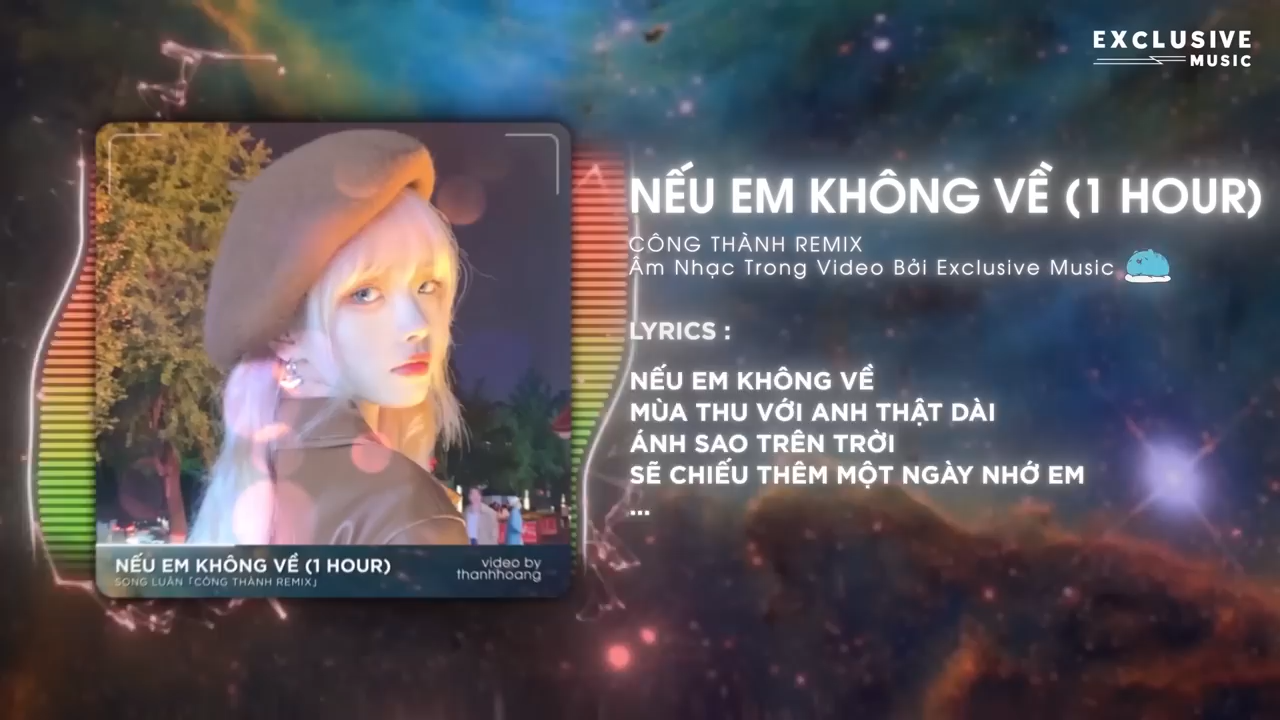 EXCLUSIVE
MUSIC
NẾU EM KHÔNG VỀ (1 HOUR)
CÔNG THÀNH REMIX
Âm Nhạc Trong Video Bởi Exclusive Music
LYRICS :
NẾU EM KHÔNG VỀ
MÙA THU VỚI ANH THẬT DÀI
ÁNH SAO TRÊN TRỜI
SẼ CHIẾU THÊM MỘT NGÀY NHỚ EM
...
NẾU EM KHÔNG VỀ (1 HOUR)
SONG LUÂN「CÔNG THÀNH REMIX」
video by
thanhhoang